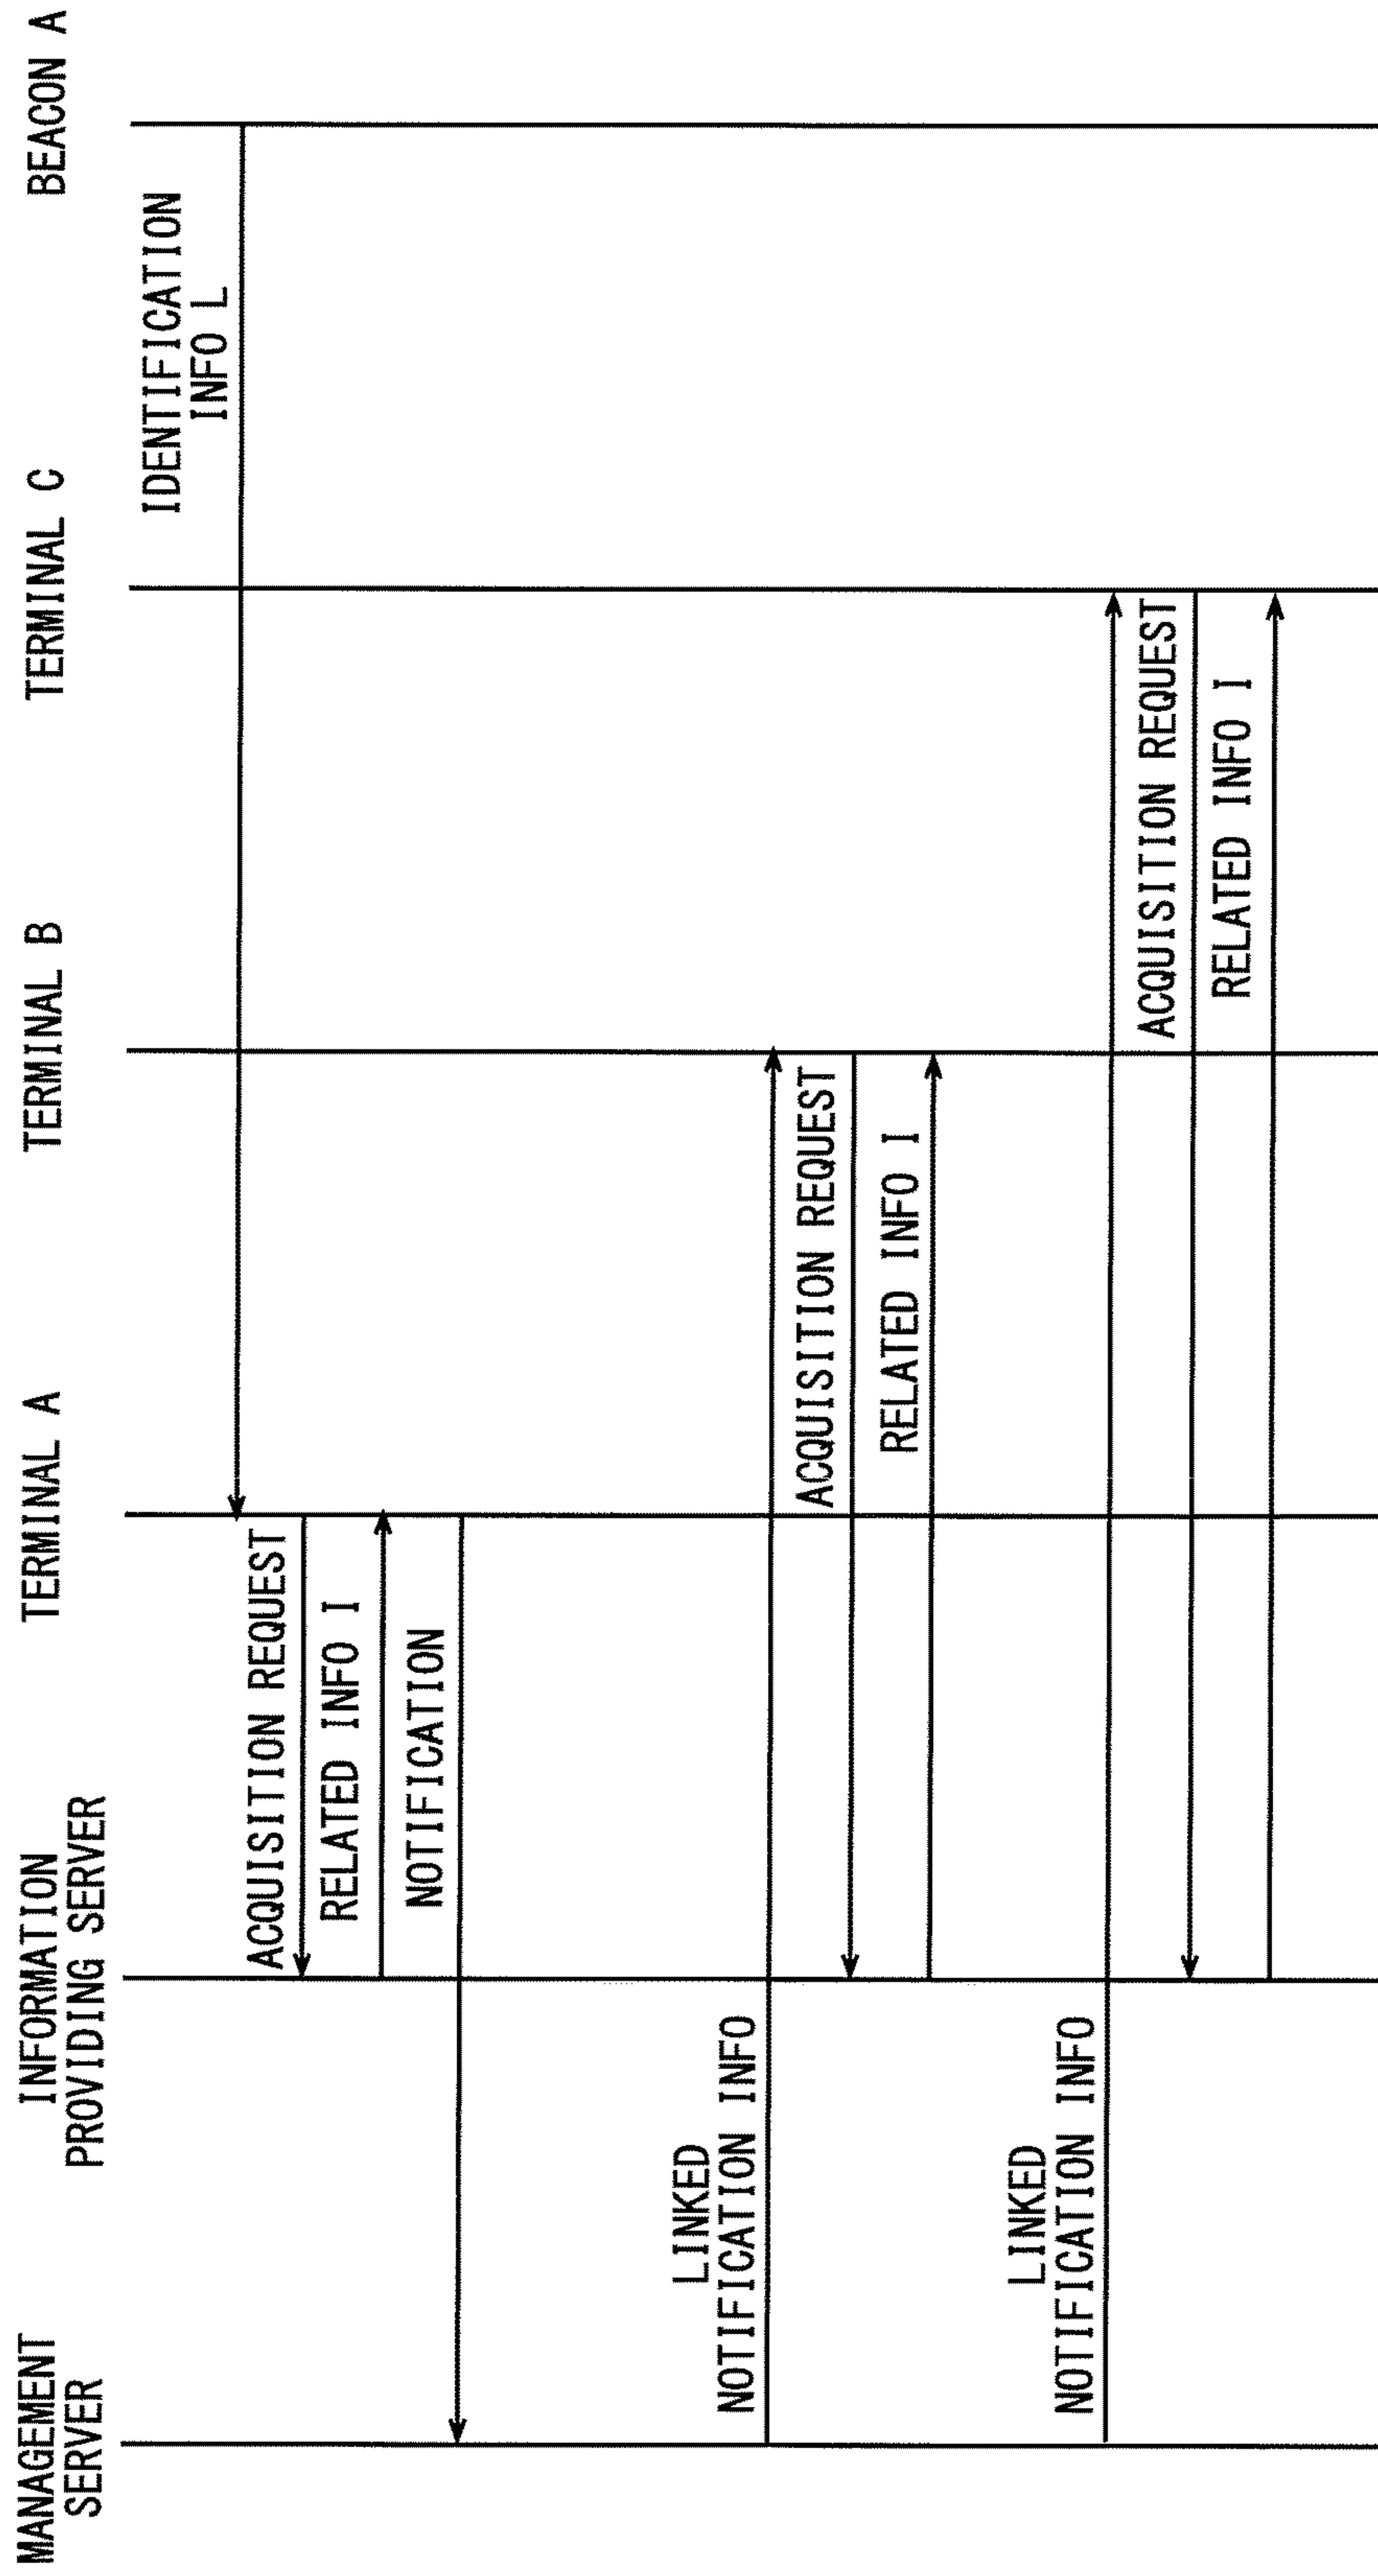 MANAGEMENT
SERVER
INFORMATION
PROVIDING SERVER
TERMINAL A
TERMINAL B
TERMINAL C
BEACON A
IDENTIFICATION
INFO L
ACQUISITION REQUEST
RELATED INFO I
NOTIFICATION
LINKED
NOTIFICATION INFO
ACQUISITION REQUEST
RELATED INFO I
LINKED
NOTIFICATION INFO
ACQUISITION REQUEST
RELATED INFO I